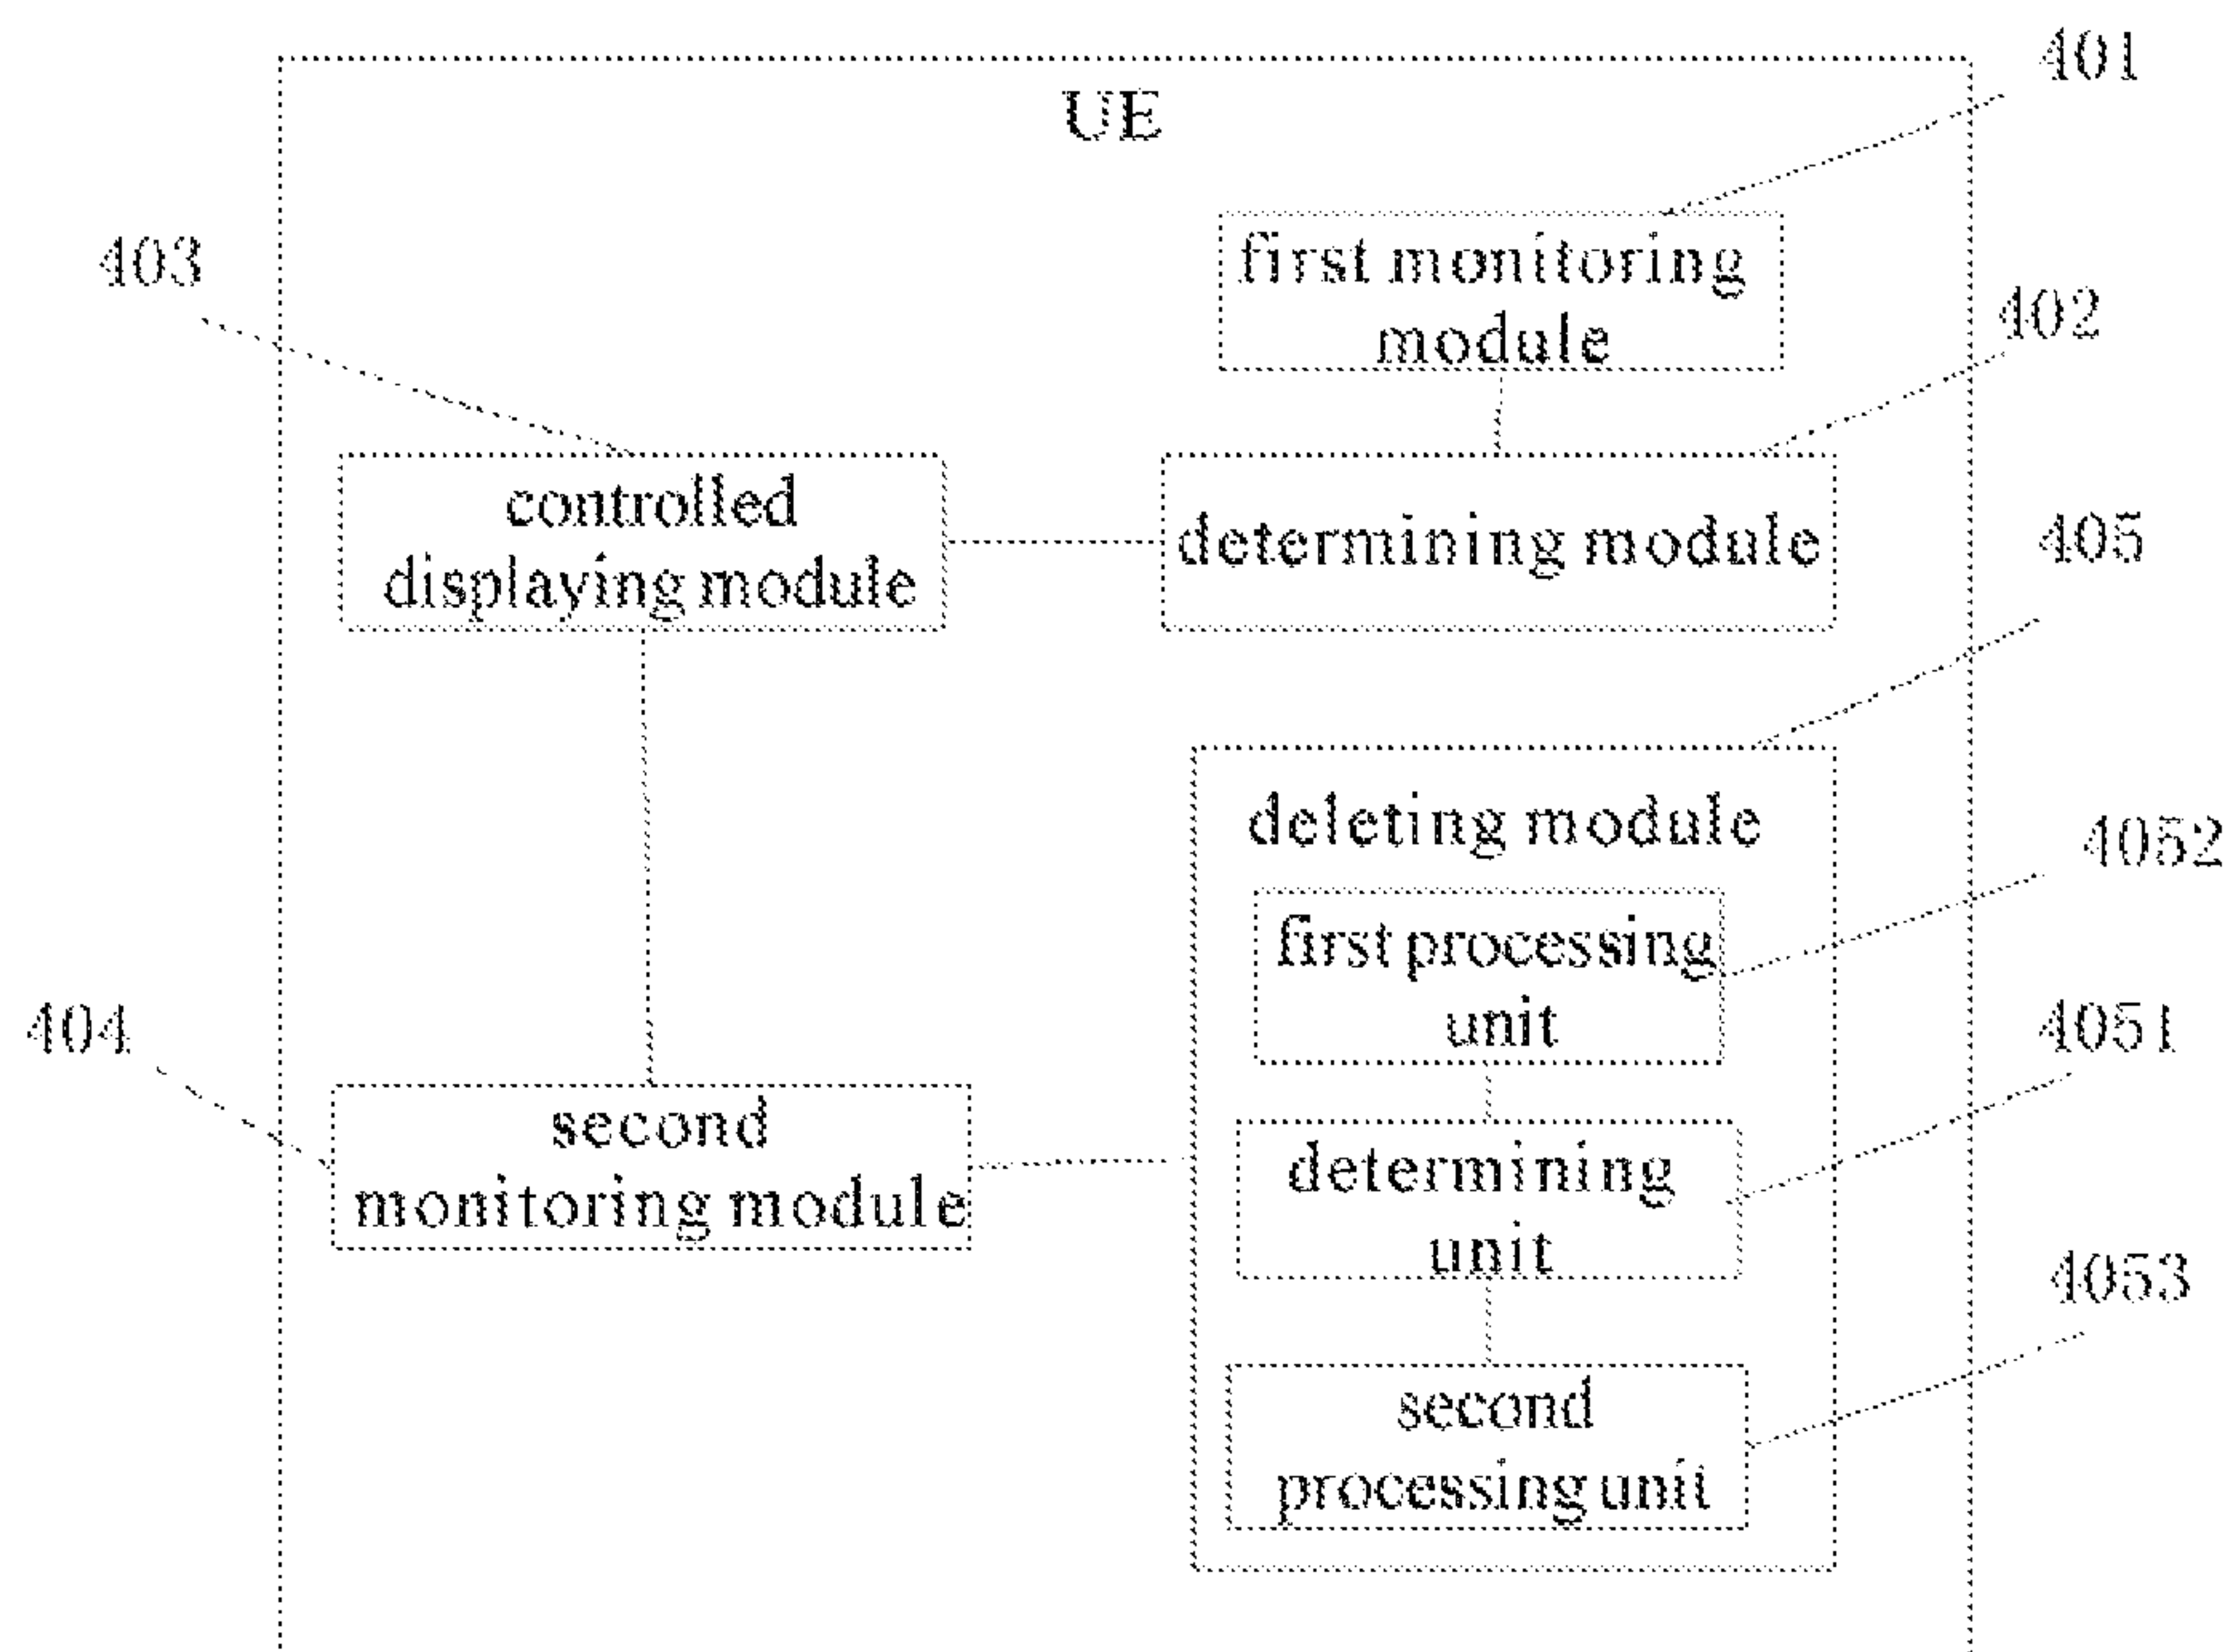 401
UE
403
first monitoring
module
402
controlled
displaying module
determining module
405
deleting module
4052
first processing
unit
404
4051
second
monitoring module
determining
unit
4053
second
processing unit